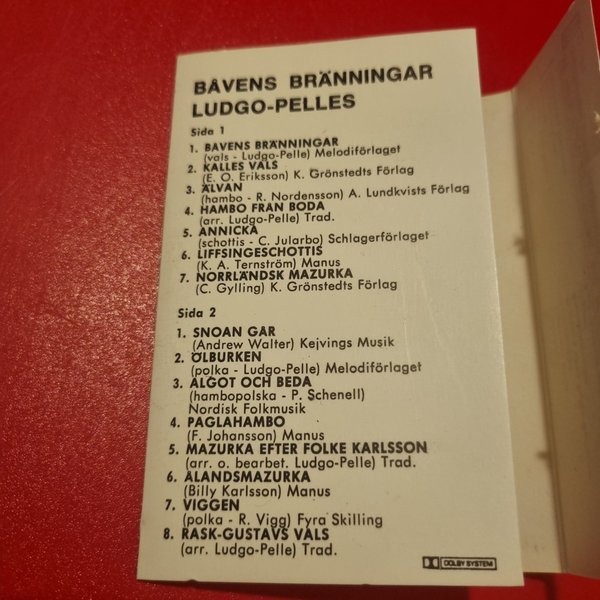 BÅVENS BRÄNNINGAR
LUDGO-PELLES
Sida 1
1. BÅVENS BRÄNNINGAR
(vals - Ludgo-Pelle) Melodiförlaget
2. KALLES VALS
(E. O. Eriksson) K. Grönstedts Förlag
3. ÄLVAN
(hambo - R. Nordensson) A. Lundkvists Förlag
4. HAMBO FRÅN BODA
(arr. Ludgo-Pelle) Trad.
5. ANNICKA
(schottis - C. Jularbo) Schlagerförlaget
6. LIFFSINGESCHOTTIS
(K. A. Ternström) Manus
7. NORRLÄNDSK MAZURKA
(C. Gylling) K. Grönstedts Förlag
Sida 2
1. SNOAN GÅR
(Andrew Walter) Kejvings Musik
2. ÖLBURKEN
(polka - Ludgo-Pelle) Melodiförlaget
3. ALGOT OCH BEDA
(hambopolska - P. Schenell)
Nordisk Folkmusik
4. PAGLAHAMBO
(F. Johansson) Manus
5. MAZURKA EFTER FOLKE KARLSSON
(arr. o. bearbet. Ludgo-Pelle) Trad.
6. ÅLANDSMAZURKA
(Billy Karlsson) Manus
7. VIGGEN
(polka - R. Vigg) Fyra Skilling
8. RASK-GUSTAVS VALS
(arr. Ludgo-Pelle) Trad.
DOLBY SYSTEM